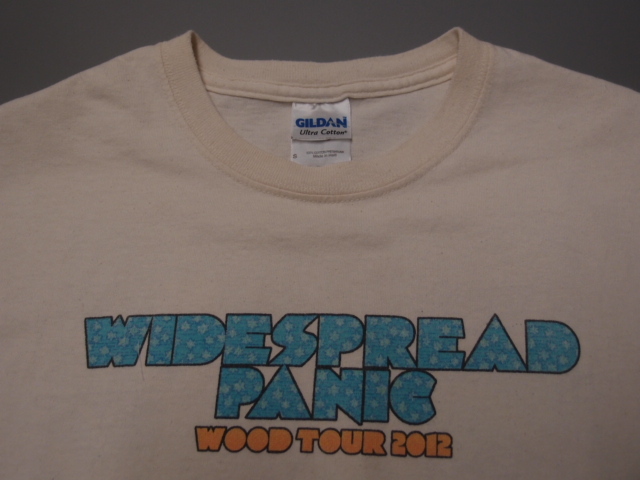 GILDAN
Ultra Cotton®
WIDESPREAD
PANIC
WOOD TOUR 2012